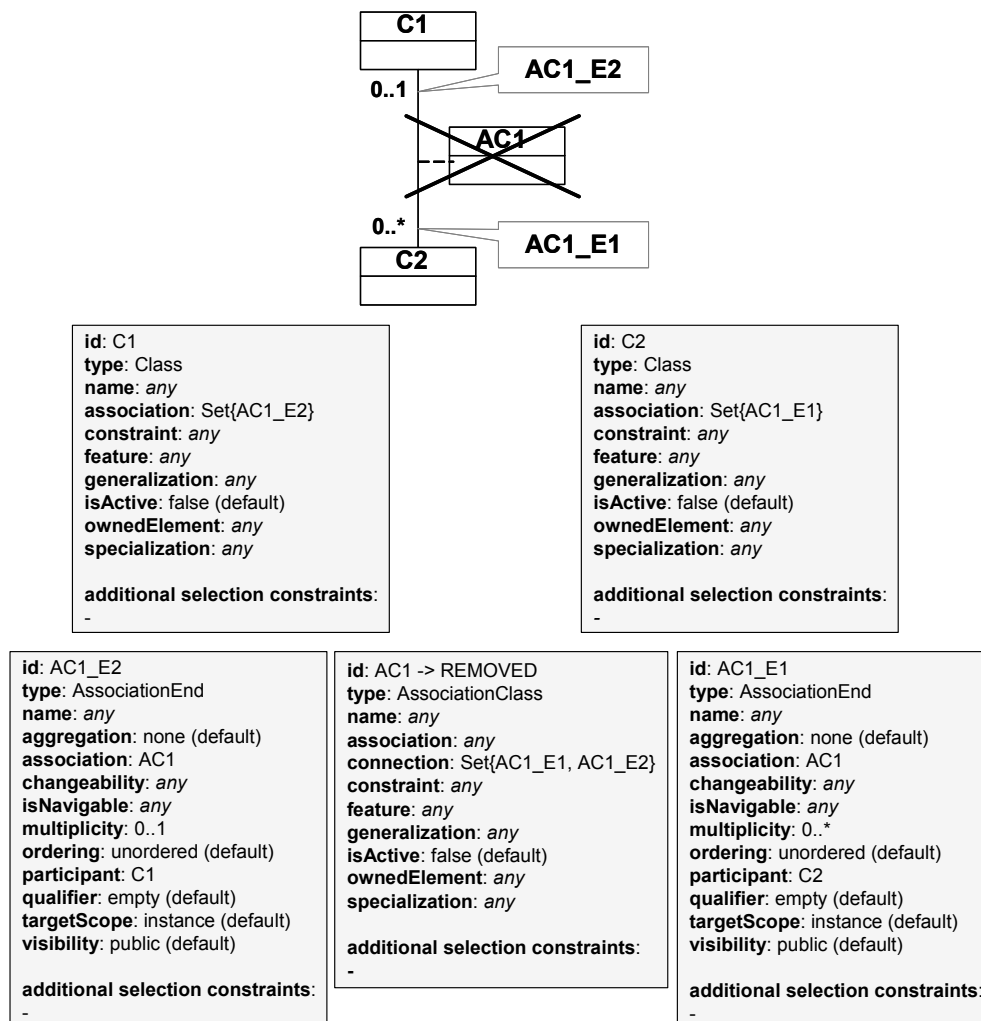 C1
0..1
AC1_E2
AC1
0..*
C2
AC1_E1
id: C1
type: Class
name: any
association: Set{AC1_E2}
constraint: any
feature: any
generalization: any
isActive: false (default)
ownedElement: any
specialization: any
additional selection constraints:
-
id: C2
type: Class
name: any
association: Set{AC1_E1}
constraint: any
feature: any
generalization: any
isActive: false (default)
ownedElement: any
specialization: any
additional selection constraints:
-
id: AC1_E2
type: AssociationEnd
name: any
aggregation: none (default)
association: AC1
changeability: any
isNavigable: any
multiplicity: 0..1
ordering: unordered (default)
participant: C1
qualifier: empty (default)
targetScope: instance (default)
visibility: public (default)
additional selection constraints:
-
id: AC1 -> REMOVED
type: AssociationClass
name: any
association: any
connection: Set{AC1_E1, AC1_E2}
constraint: any
feature: any
generalization: any
isActive: false (default)
ownedElement: any
specialization: any
additional selection constraints:
-
id: AC1_E1
type: AssociationEnd
name: any
aggregation: none (default)
association: AC1
changeability: any
isNavigable: any
multiplicity: 0..*
ordering: unordered (default)
participant: C2
qualifier: empty (default)
targetScope: instance (default)
visibility: public (default)
additional selection constraints:
-